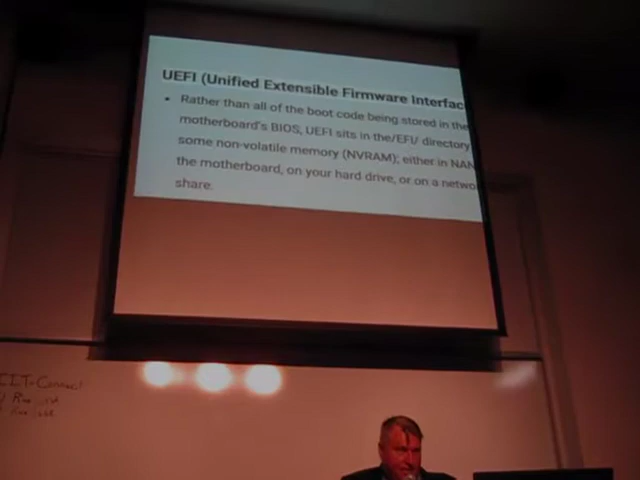 UEFI (Unified Extensible Firmware Interfac
• Rather than all of the boot code being stored in the
motherboard's BIOS, UEFI sits in the/EFI/ directory
some non-volatile memory (NVRAM); either in NAN
the motherboard, on your hard drive, or on a netwo
share.
IIT-Connect